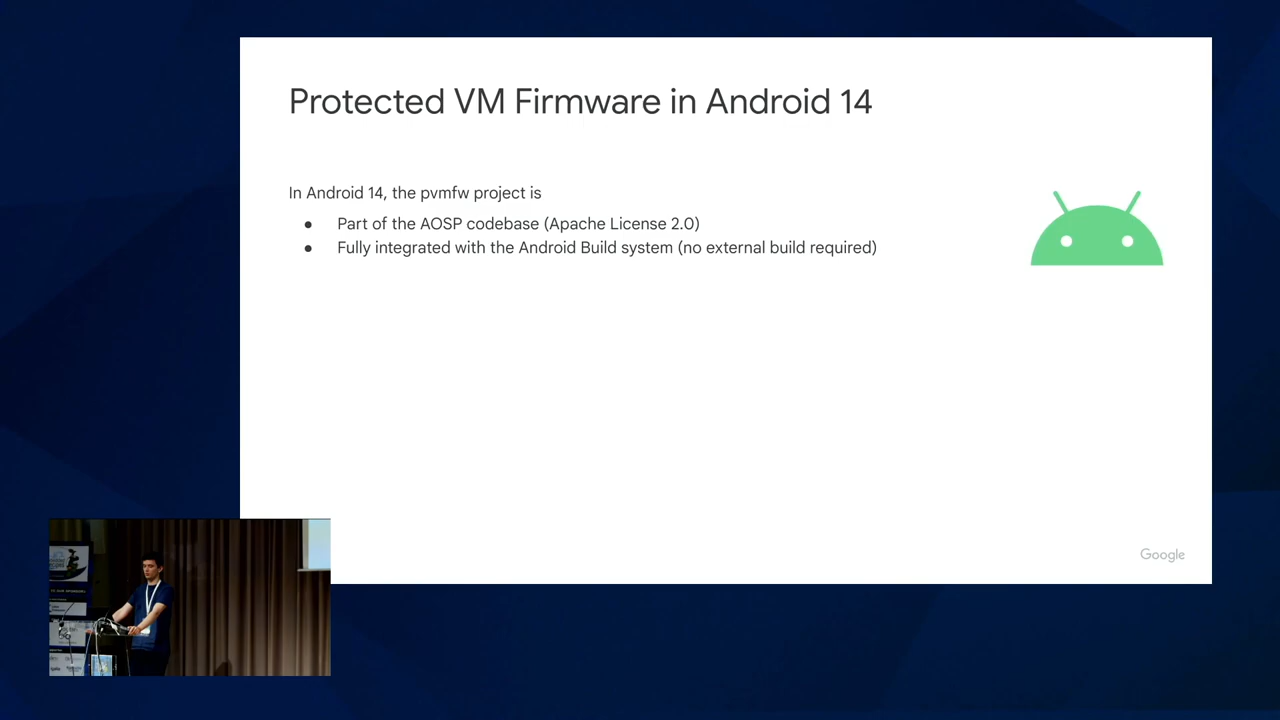 Protected VM Firmware in Android 14
In Android 14, the pvmfw project is
● Part of the AOSP codebase (Apache License 2.0)
● Fully integrated with the Android Build system (no external build required)
Google